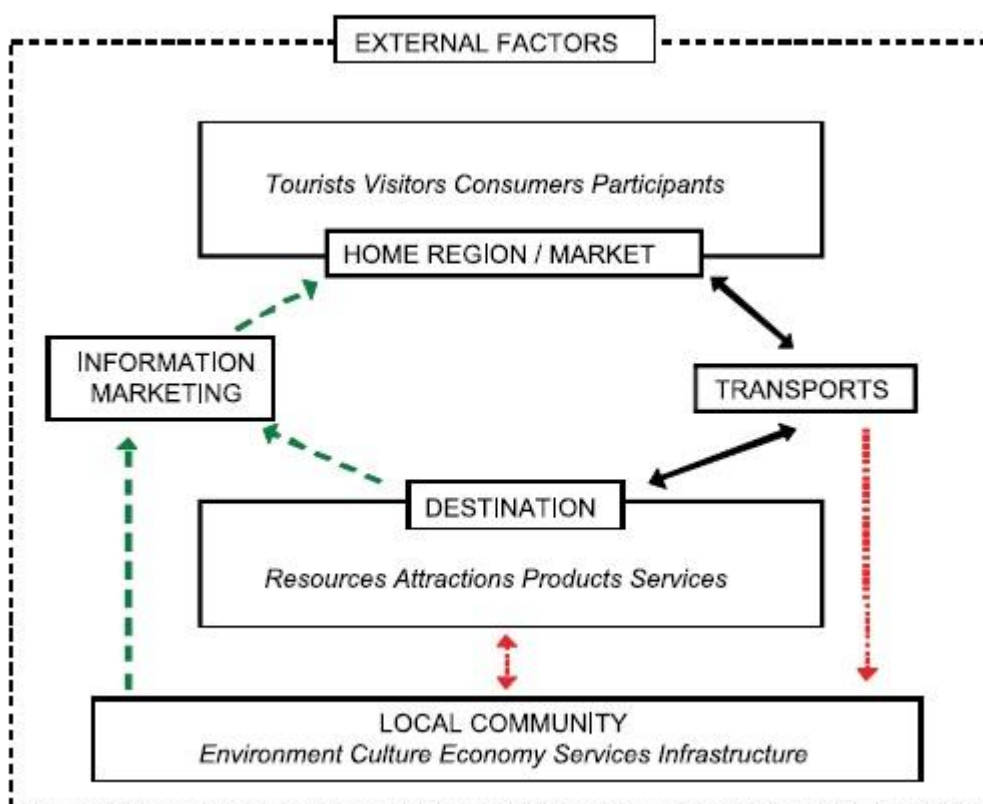 EXTERNAL FACTORS
Tourists Visitors Consumers Participants
HOME REGION / MARKET
INFORMATION
MARKETING
TRANSPORTS
DESTINATION
Resources Attractions Products Services
LOCAL COMMUNITY
Environment Culture Economy Services Infrastructure